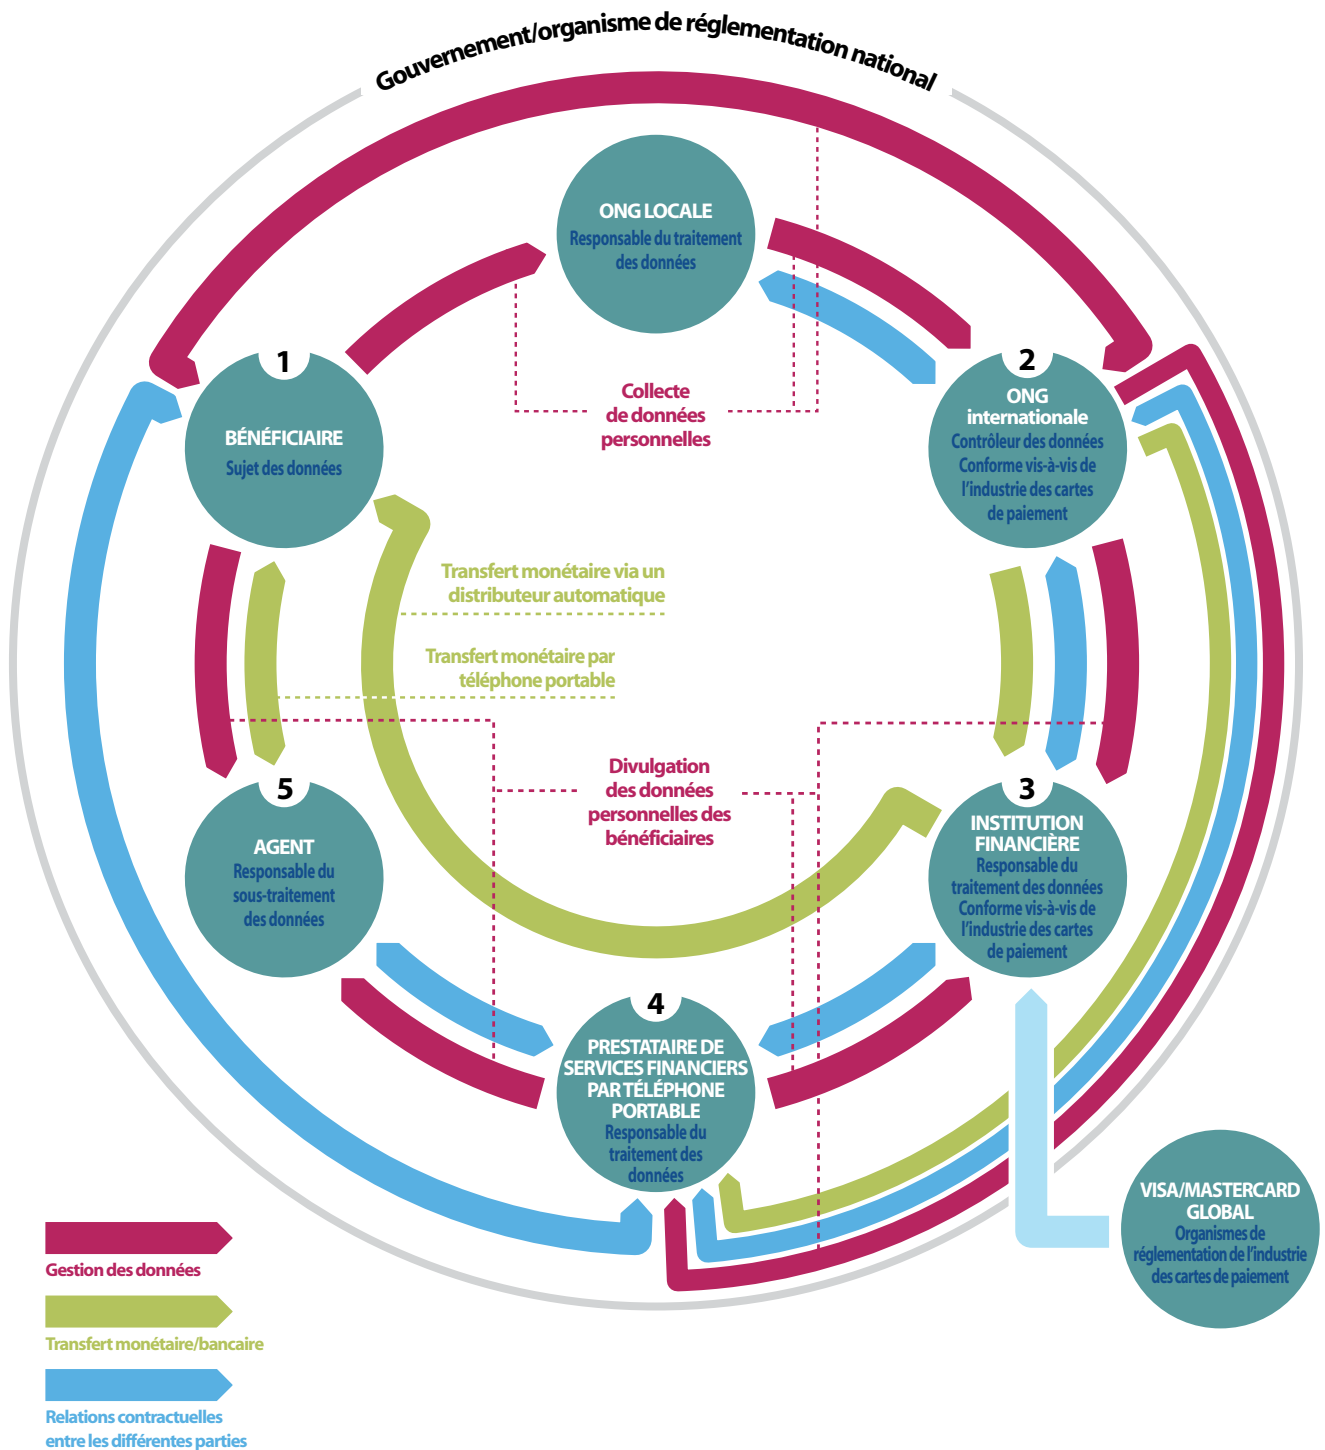 Gouvernement/organisme de réglementation national
ONG LOCALE
Responsable du traitement
des données
1
BÉNÉFICIAIRE
Sujet des données
2
ONG
internationale
Contrôleur des données
Conforme vis-à-vis de
l'industrie des cartes
de paiement
Collecte
de données
personnelles
Transfert monétaire via un
distributeur automatique
Transfert monétaire par
téléphone portable
Divulgation
des données
personnelles des
bénéficiaires
5
AGENT
Responsable du
sous-traitement
des données
3
INSTITUTION
FINANCIÈRE
Responsable du
traitement des données
Conforme vis-à-vis de
l'industrie des cartes
de paiement
4
PRESTATAIRE DE
SERVICES FINANCIERS
PAR TÉLÉPHONE
PORTABLE
Responsable du
traitement des
données
VISA/MASTERCARD
GLOBAL
Organismes de
réglementation de l'industrie
des cartes de paiement
Gestion des données
Transfert monétaire/bancaire
Relations contractuelles
entre les différentes parties